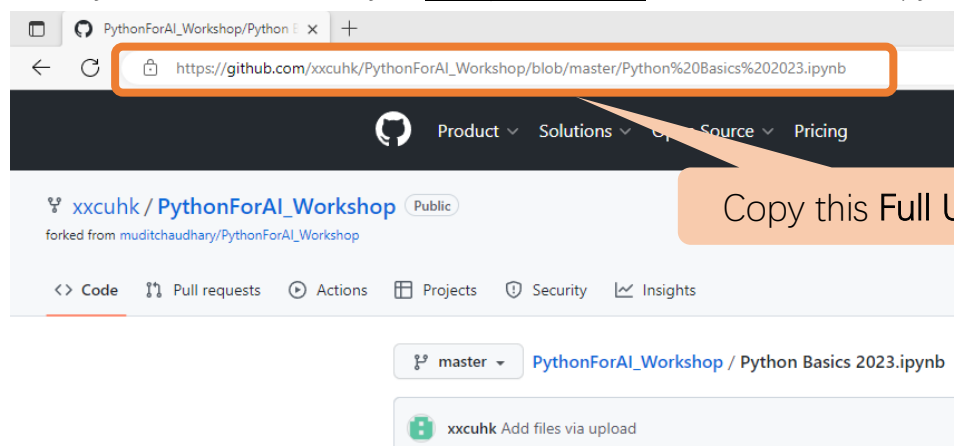 PythonForAI_Workshop/Python B
https://github.com/xxcuhk/PythonForAI_Workshop/blob/master/Python%20Basics%202023.ipynb
Product Solutions Source Pricing
Copy this Full U
xxcuhk / PythonForAI_Workshop Public
forked from muditchaudhary/PythonForAI_Workshop
<> Code Pull requests Actions Projects Security Insights
master PythonForAI_Workshop / Python Basics 2023.ipynb
xxcuhk Add files via upload